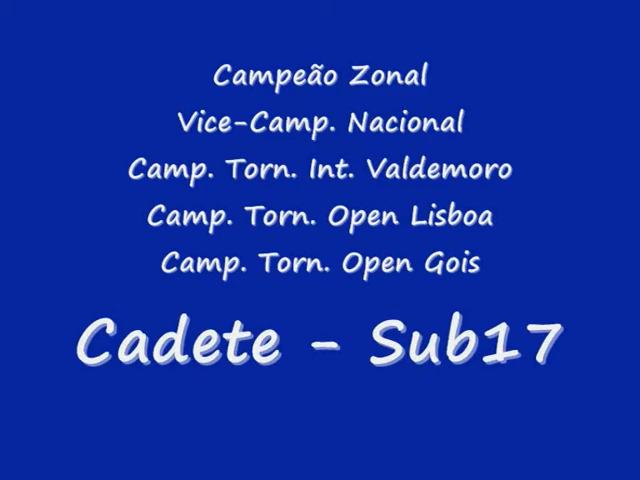 Campeão Zonal
Vice-Camp. Nacional
Camp. Torn. Int. Valdemoro
Camp. Torn. Open Lisboa
Camp. Torn. Open Gois
Cadete - Sub17